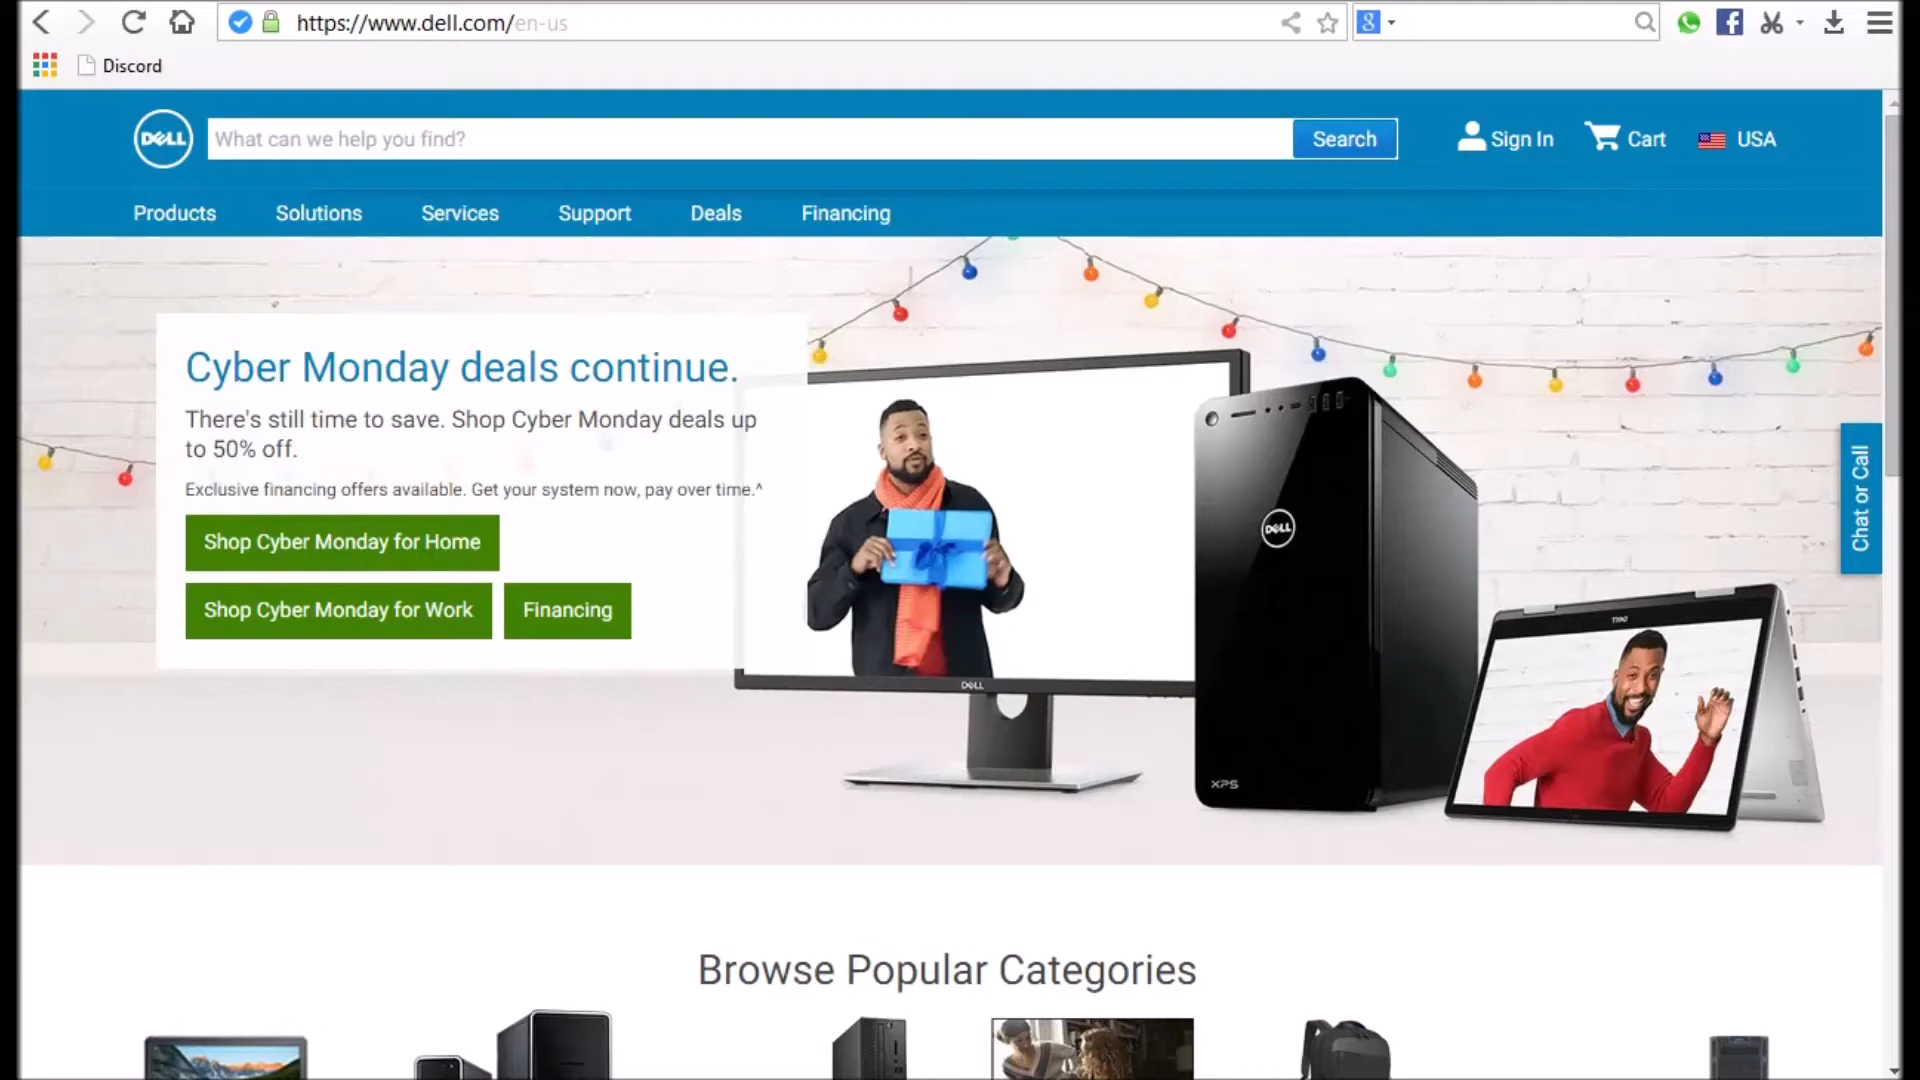 https://www.dell.com/en-us
Discord
DELL
What can we help you find?
Search
Sign In
Cart
USA
Products
Solutions
Services
Support
Deals
Financing
Cyber Monday deals continue.
There's still time to save. Shop Cyber Monday deals up
to 50% off.
Exclusive financing offers available. Get your system now, pay over time.^
Shop Cyber Monday for Home
Shop Cyber Monday for Work
Financing
DELL
DELL
XPS
DELL
Chat or Call
Browse Popular Categories